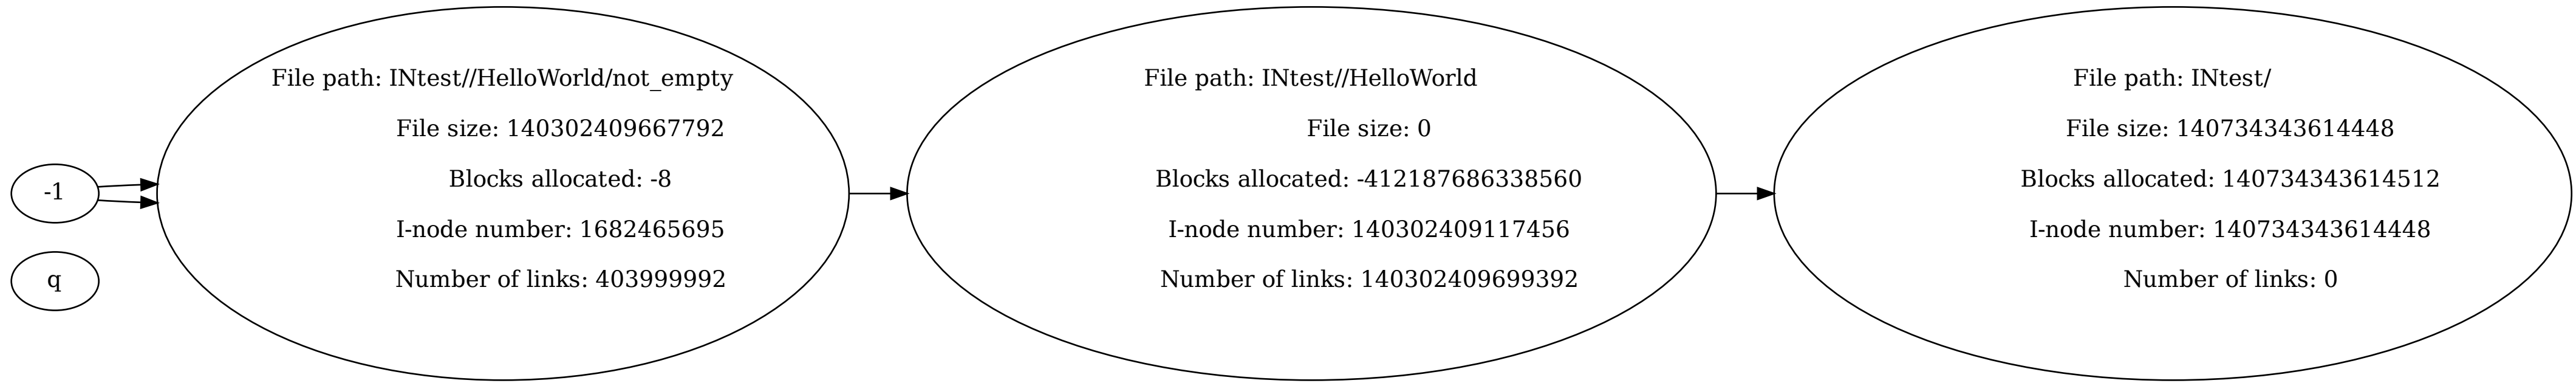 -1
q
File path: INtest//HelloWorld/not_empty
File size: 140302409667792
Blocks allocated: -8
I-node number: 1682465695
Number of links: 403999992
File path: INtest//HelloWorld
File size: 0
Blocks allocated: -412187686338560
I-node number: 140302409117456
Number of links: 140302409699392
File path: INtest/
File size: 140734343614448
Blocks allocated: 140734343614512
I-node number: 140734343614448
Number of links: 0